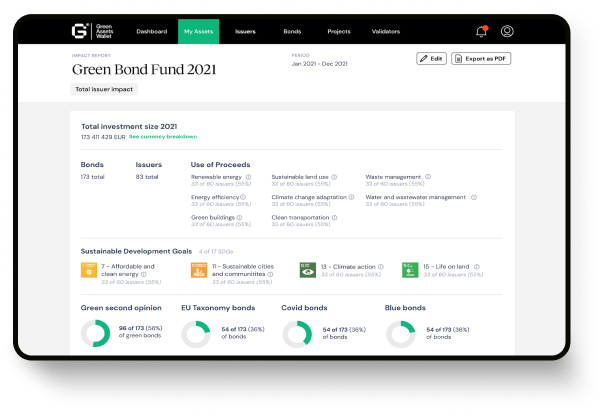 Green
Assets
Wallet
Dashboard
My Assets
Issuers
Bonds
Projects
Validators
IMPACT REPORT
Green Bond Fund 2021
PERIOD
Jan 2021 - Dec 2021
Edit
Export as PDF
Total issuer impact
Total investment size 2021
173 411 429 EUR See currency breakdown
Bonds
173 total
Issuers
83 total
Use of Proceeds
Renewable energy
33 of 60 issuers (55%)
Sustainable land use
33 of 60 issuers (55%)
Waste management
33 of 60 issuers (55%)
Energy efficiency
33 of 60 issuers (55%)
Climate change adaptation
33 of 60 issuers (55%)
Water and wastewater management
33 of 60 issuers (55%)
Green buildings
33 of 60 issuers (55%)
Clean transportation
33 of 60 issuers (55%)
Sustainable Development Goals 4 of 17 SDGs
7 - Affordable and
clean energy
33 of 60 issuers (55%)
11 - Sustainable cities
and communitites
33 of 60 issuers (55%)
13 - Climate action
33 of 60 issuers (55%)
15 - Life on land
33 of 60 issuers (55%)
Green second opinion
96 of 173 (56%)
of green bonds
EU Taxonomy bonds
54 of 173 (36%)
of bonds
Covid bonds
54 of 173 (36%)
of bonds
Blue bonds
54 of 173 (36%)
of bonds